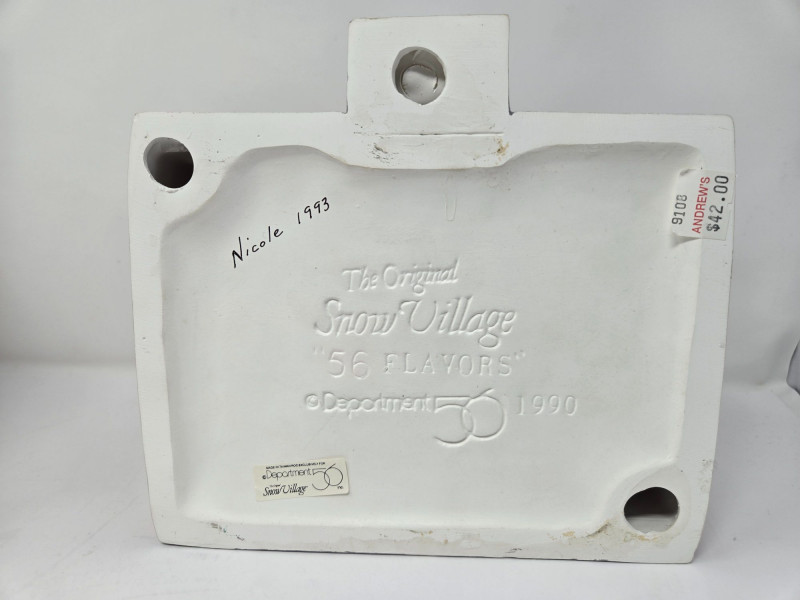 Nicole 1993
9108
ANDREW'S
$42.00
The Original
Snow Village
"56 FLAVORS"
©Department 56 1990
©Department 56
Snow Village